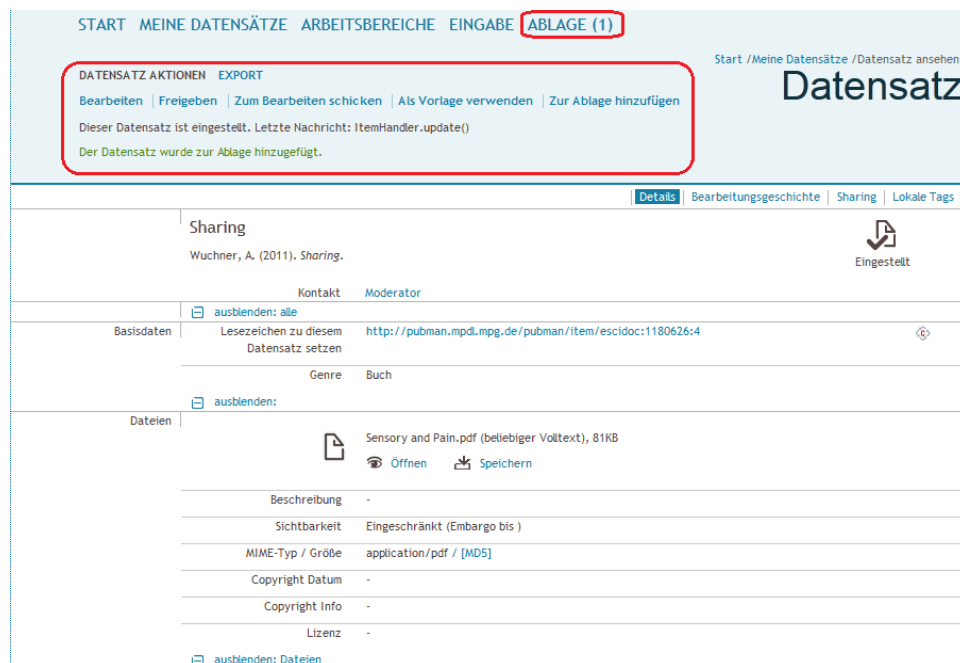 START MEINE DATENSÄTZE ARBEITSBEREICHE EINGABE ABLAGE (1)
Start /Meine Datensätze /Datensatz ansehen
Datensatz
DATENSATZ AKTIONEN EXPORT
Bearbeiten | Freigeben | Zum Bearbeiten schicken | Als Vorlage verwenden | Zur Ablage hinzufügen
Dieser Datensatz ist eingestellt. Letzte Nachricht: ItemHandler.update()
Der Datensatz wurde zur Ablage hinzugefügt.
Details | Bearbeitungsgeschichte | Sharing | Lokale Tags
Sharing
Wuchner, A. (2011). Sharing.
Eingestellt
Kontakt Moderator
ausblenden: alle
Basisdaten Lesezeichen zu diesem Datensatz setzen http://pubman.mpdl.mpg.de/pubman/item/escidoc:1180626:4
Genre Buch
ausblenden:
Dateien
Sensory and Pain.pdf (beliebiger Volltext), 81KB
Öffnen Speichern
Beschreibung -
Sichtbarkeit Eingeschränkt (Embargo bis )
MIME-Typ / Größe application/pdf / [MD5]
Copyright Datum -
Copyright Info -
Lizenz -
ausblenden: Dateien